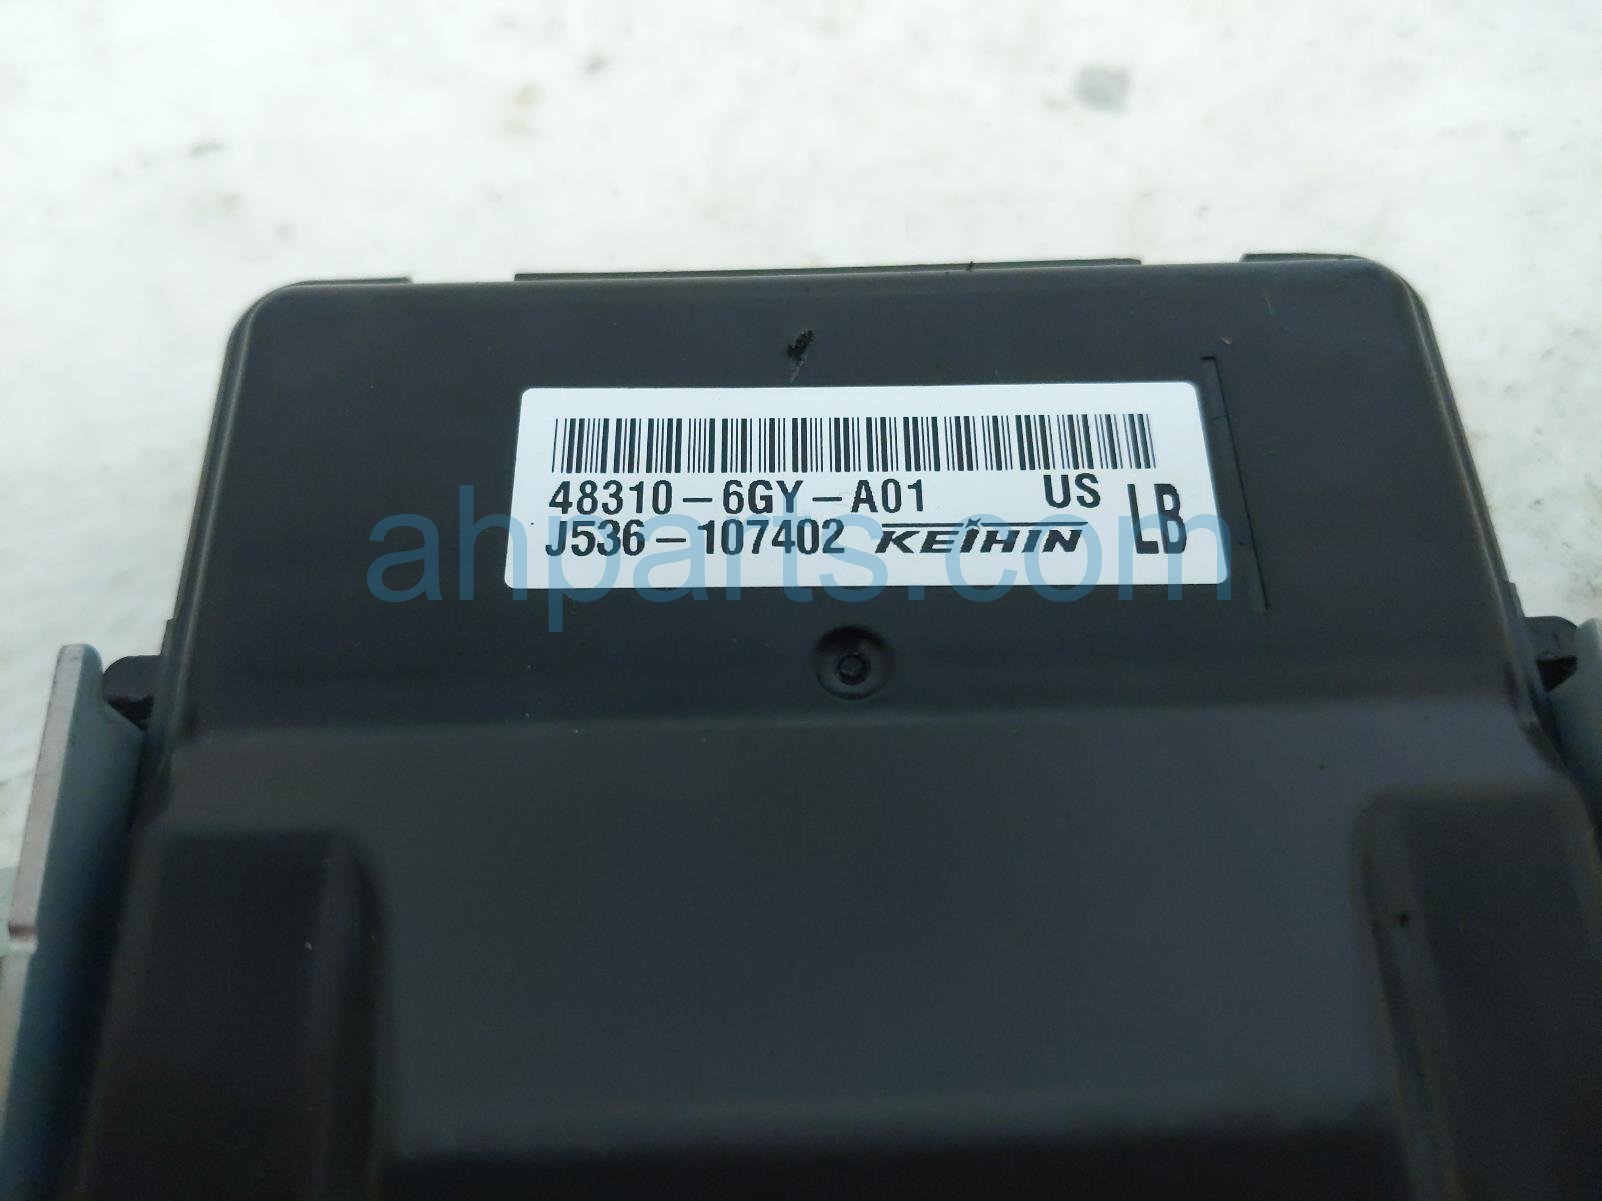 48310-6GY-A01 US
J536-107402 KEIHIN LB
ahparts.com